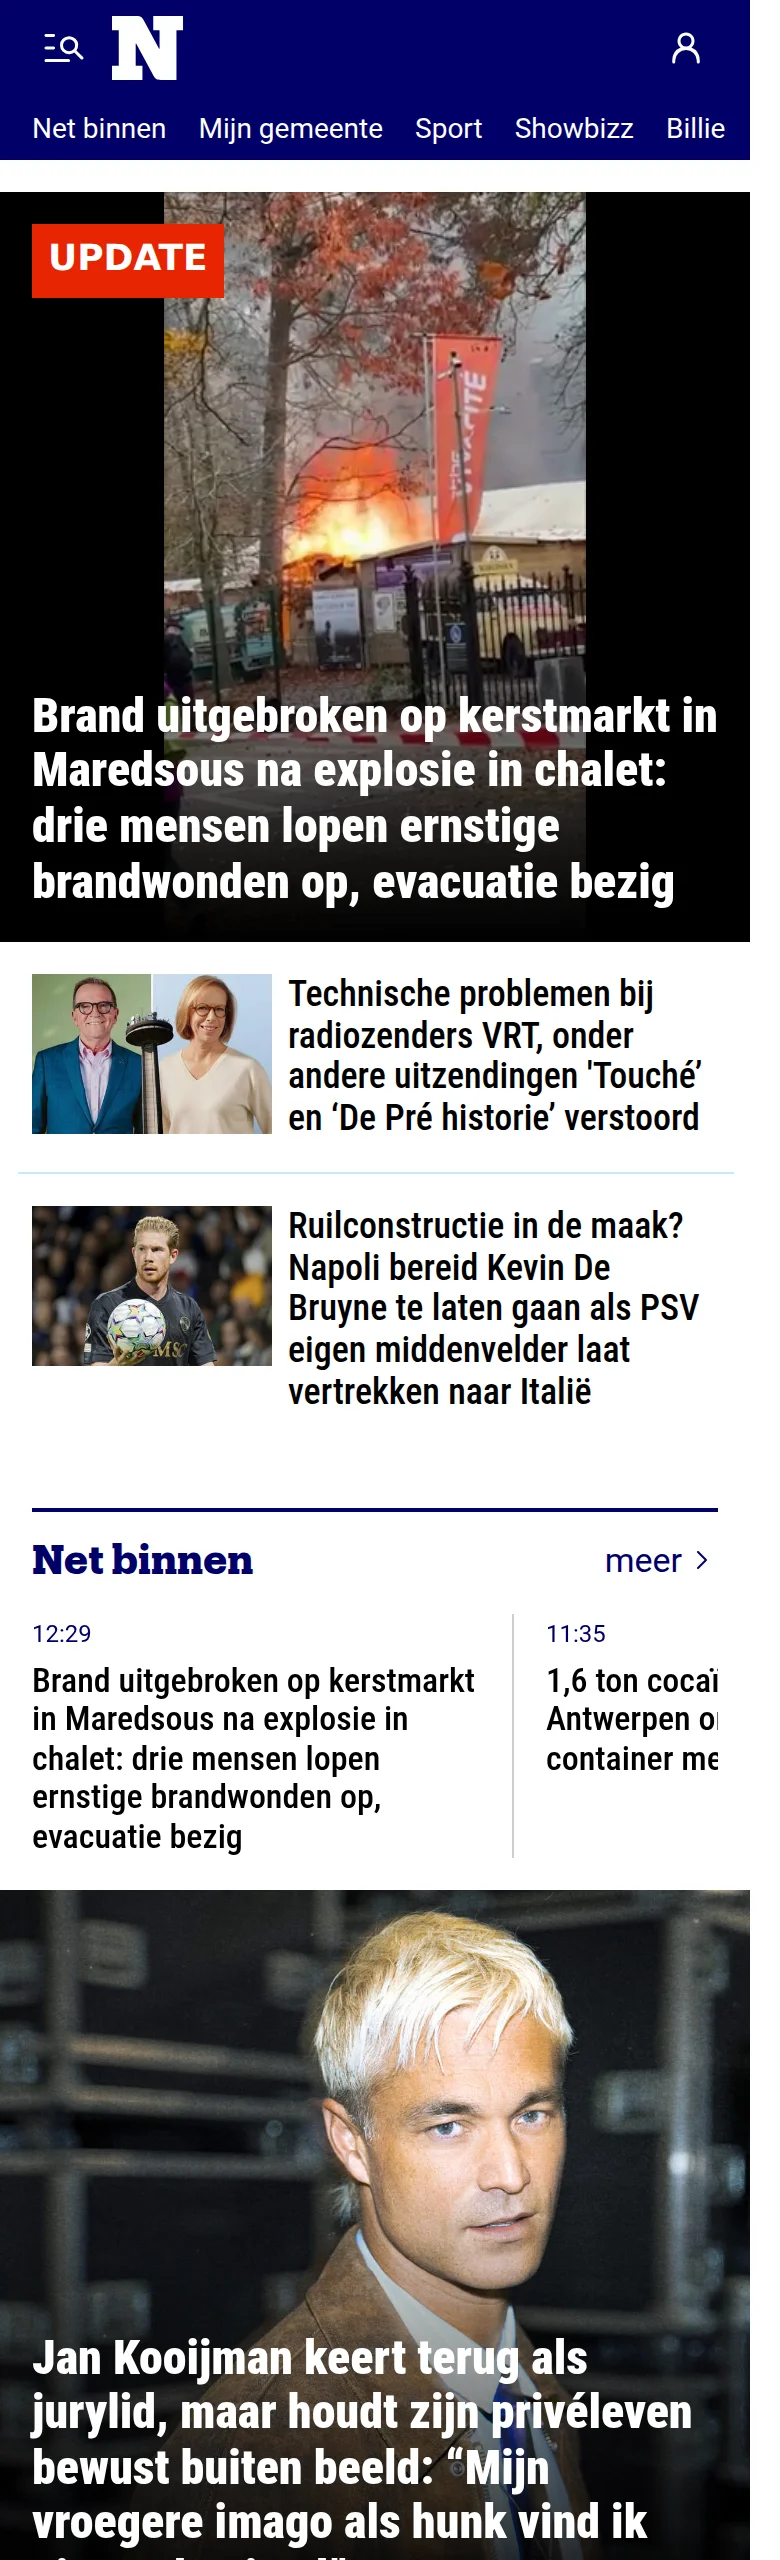 N
Net binnen Mijn gemeente Sport Showbizz Billie
UPDATE
Brand uitgebroken op kerstmarkt in
Maredsous na explosie in chalet:
drie mensen lopen ernstige
brandwonden op, evacuatie bezig
Technische problemen bij
radiozenders VRT, onder
andere uitzendingen 'Touché’
en ‘De Pré historie’ verstoord
MSC
Ruilconstructie in de maak?
Napoli bereid Kevin De
Bruyne te laten gaan als PSV
eigen middenvelder laat
vertrekken naar Italië
Net binnen
meer
12:29
Brand uitgebroken op kerstmarkt
in Maredsous na explosie in
chalet: drie mensen lopen
ernstige brandwonden op,
evacuatie bezig
11:35
1,6 ton cocaï
Antwerpen o
container me
Jan Kooijman keert terug als
jurylid, maar houdt zijn privéleven
bewust buiten beeld: “Mijn
vroegere imago als hunk vind ik